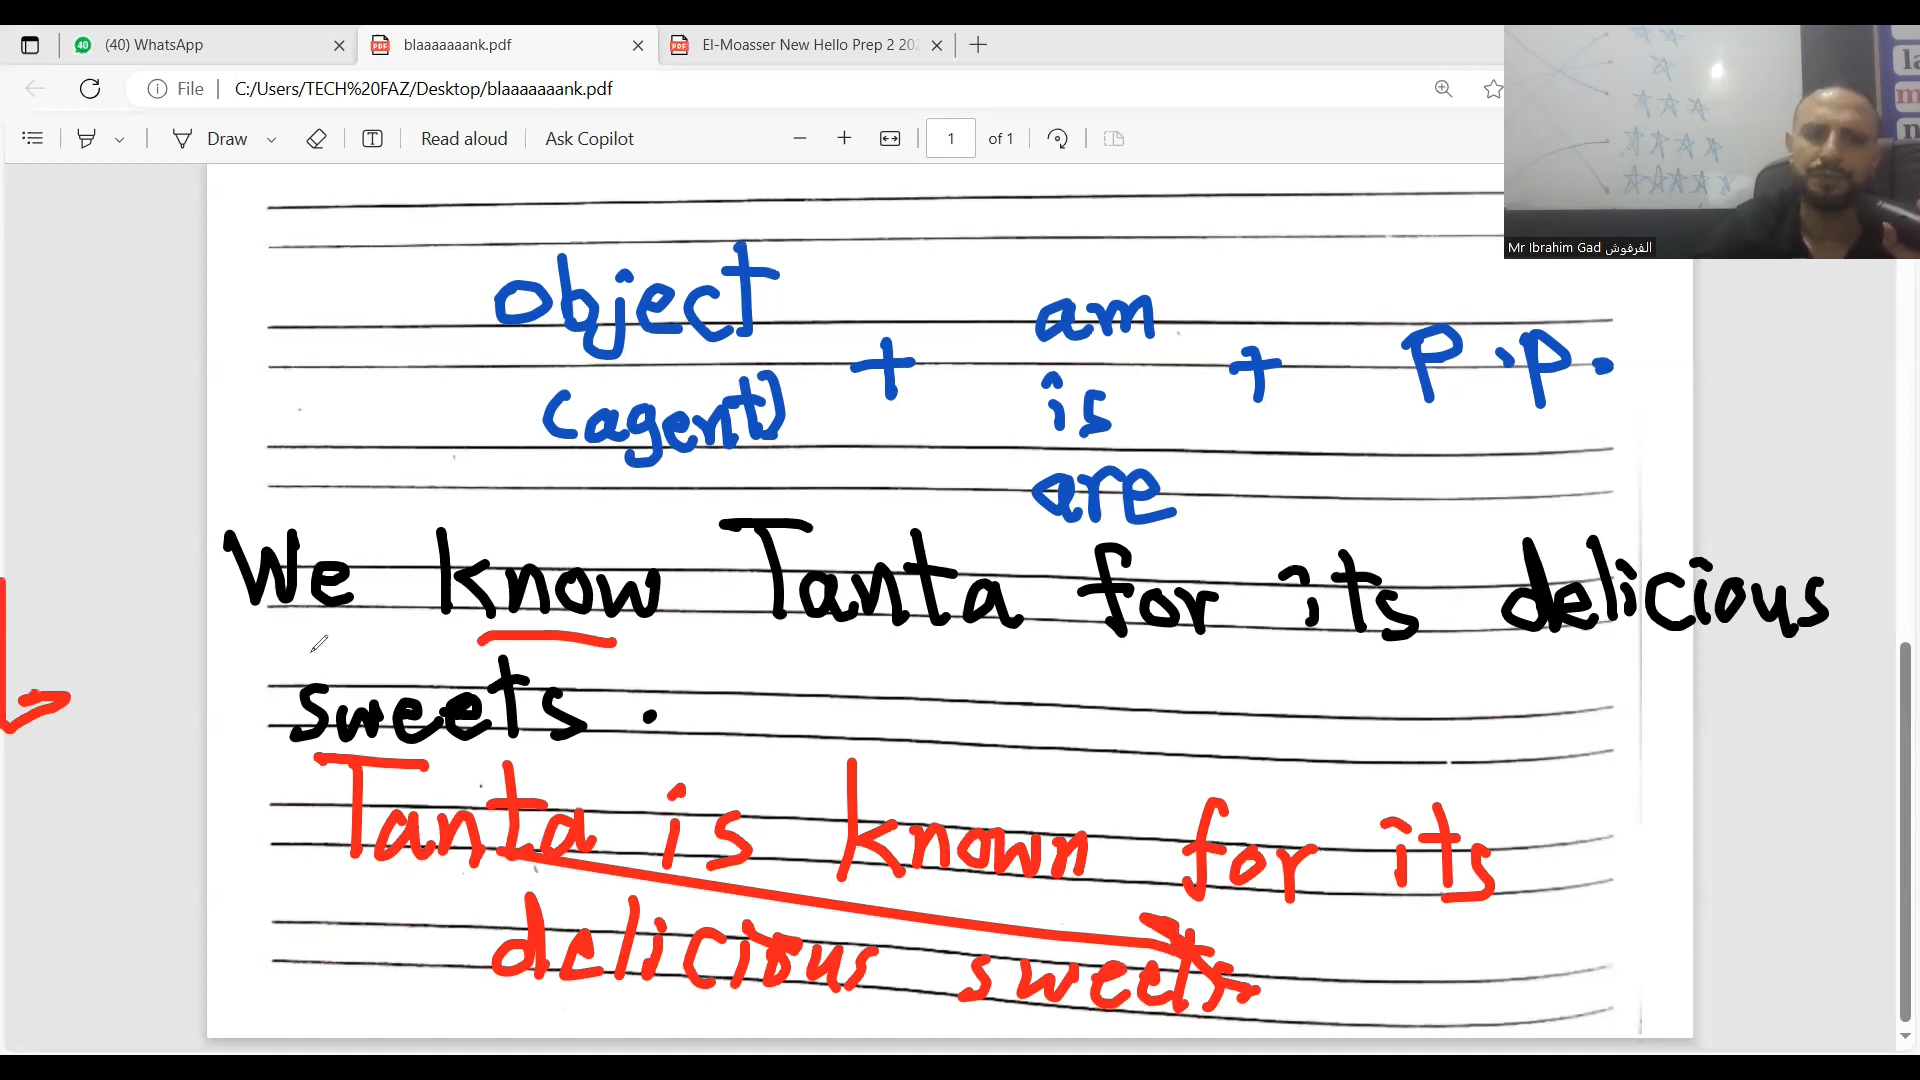 (40) WhatsApp
blaaaaaaank.pdf
El-Moasser New Hello Prep 2 202
File
C:/Users/TECH%20FAZ/Desktop/blaaaaaaank.pdf
Draw
Read aloud
Ask Copilot
1 of 1
Mr Ibrahim Gad الفرفوش
object + am + P.P.
(agent) is
are
We know Tanta for its delicious
sweets.
Tanta is known for its
delicious sweets